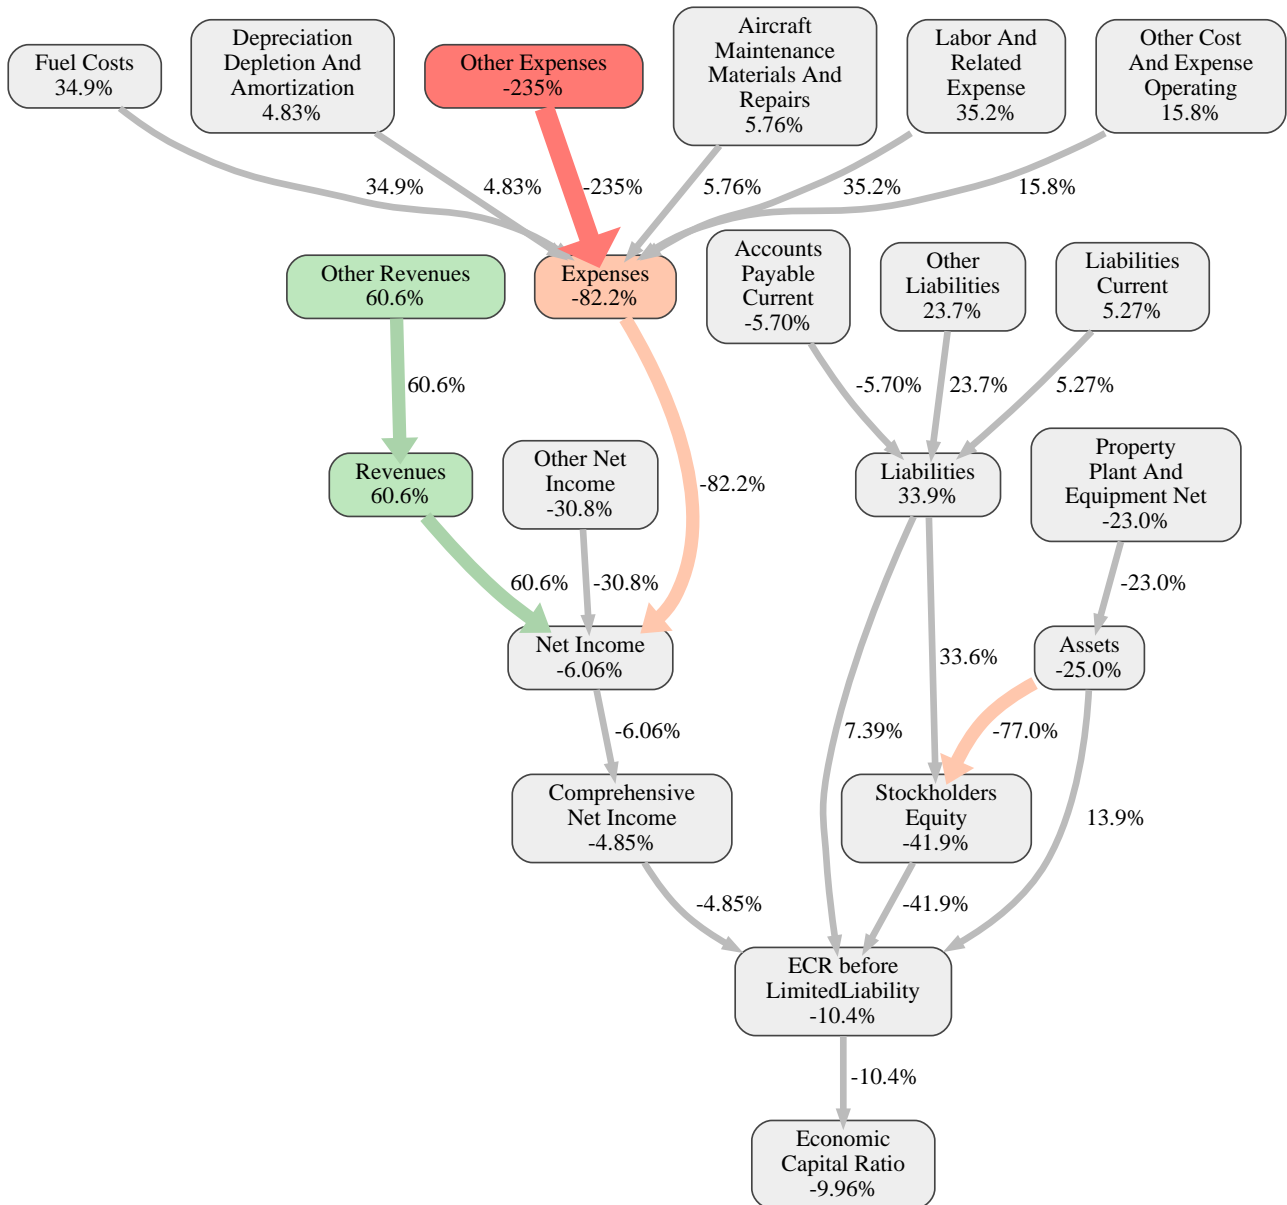 Fuel Costs
34.9%
Depreciation
Depletion And
Amortization
4.83%
Other Expenses
-235%
Aircraft
Maintenance
Materials And
Repairs
5.76%
Labor And
Related
Expense
35.2%
Other Cost
And Expense
Operating
15.8%
34.9%
4.83%
-235%
5.76%
35.2%
15.8%
Other Revenues
60.6%
Expenses
-82.2%
Accounts
Payable
Current
-5.70%
Other
Liabilities
23.7%
Liabilities
Current
5.27%
60.6%
-5.70%
23.7%
5.27%
Revenues
60.6%
Other Net
Income
-30.8%
-82.2%
Liabilities
33.9%
Property
Plant And
Equipment Net
-23.0%
60.6%
-30.8%
-23.0%
Net Income
-6.06%
33.6%
Assets
-25.0%
-6.06%
7.39%
-77.0%
Comprehensive
Net Income
-4.85%
Stockholders
Equity
-41.9%
13.9%
-4.85%
-41.9%
ECR before
LimitedLiability
-10.4%
-10.4%
Economic
Capital Ratio
-9.96%